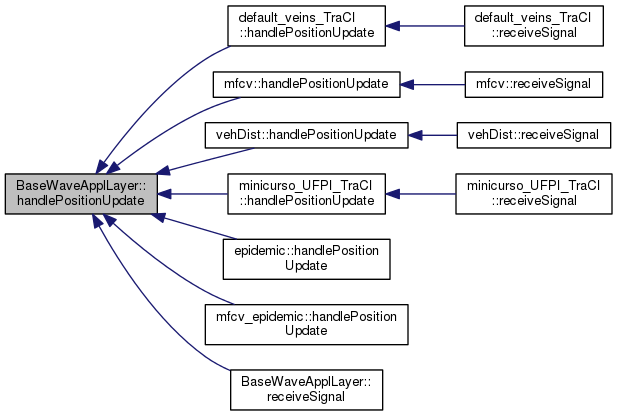 default_veins_TraCI
::handlePositionUpdate
default_veins_TraCI
::receiveSignal
mfcv::handlePositionUpdate
mfcv::receiveSignal
vehDist::handlePositionUpdate
vehDist::receiveSignal
BaseWaveApplLayer::
handlePositionUpdate
minicurso_UFPI_TraCI
::handlePositionUpdate
minicurso_UFPI_TraCI
::receiveSignal
epidemic::handlePosition
Update
mfcv_epidemic::handlePosition
Update
BaseWaveApplLayer::
receiveSignal